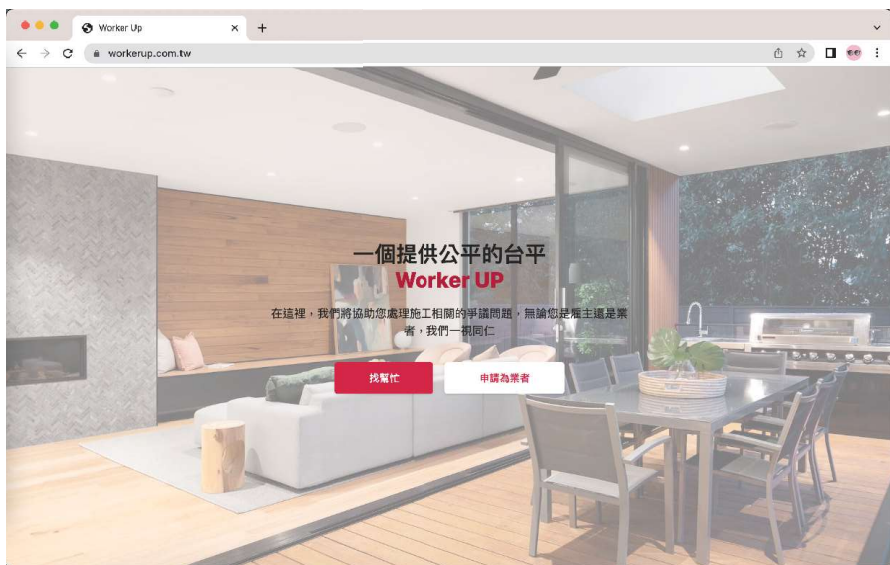 Worker Up
workerup.com.tw
一個提供公平的台平
Worker UP
在這裡，我們將協助您處理施工相關的爭議問題，無論您是雇主還是業
者，我們一視同仁
找幫忙
申請為業者